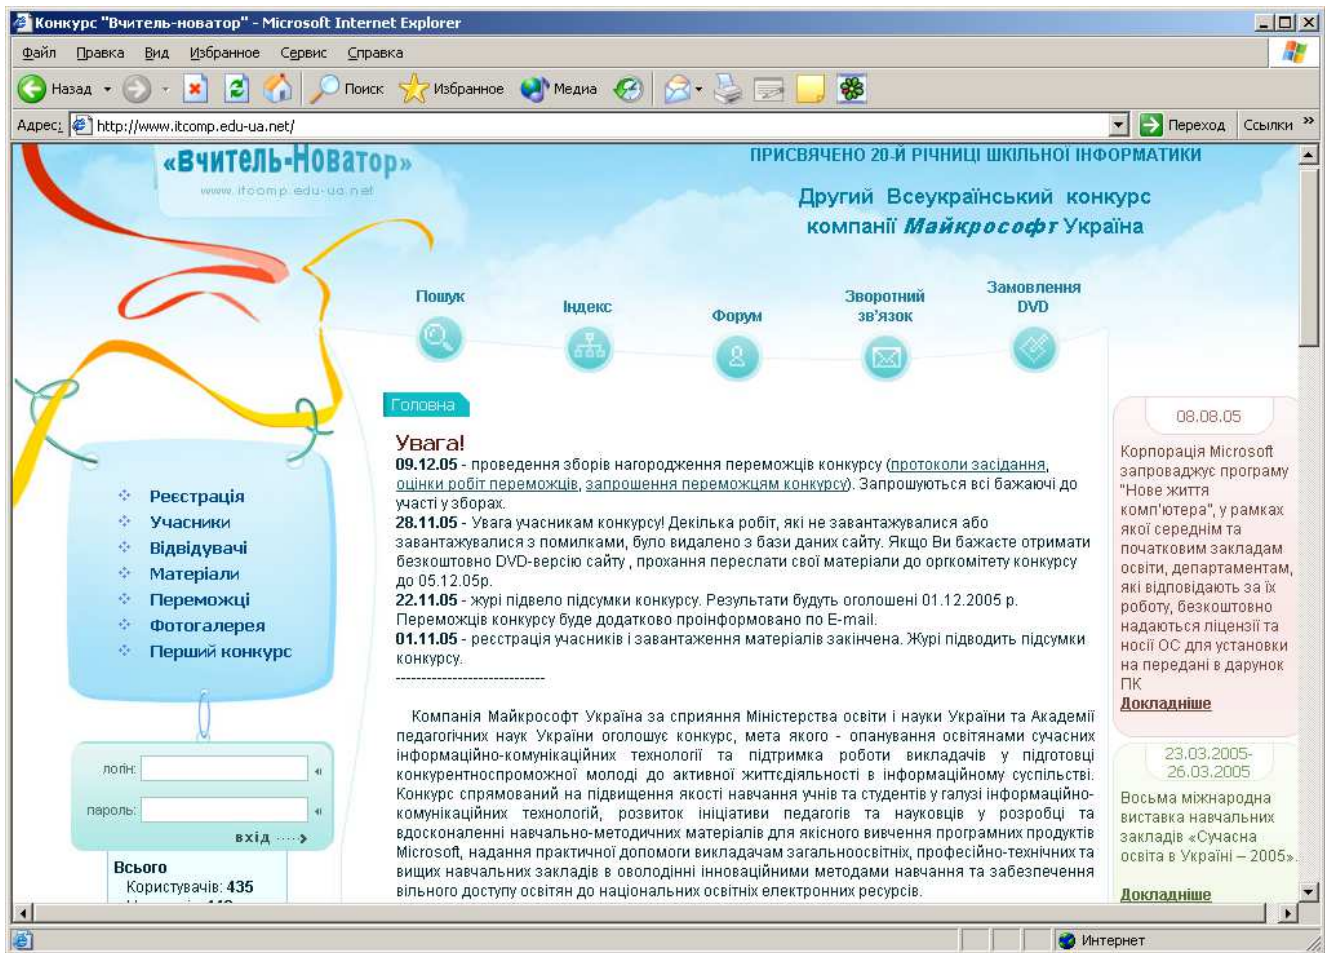 Конкурс "Вчитель-новатор" - Microsoft Internet Explorer
Файл Правка Вид Избранное Сервис Справка
Назад Поиск Избранное Медиа
Адрес: http://www.itcomp.edu-ua.net/ Переход Ссылки »
«Вчитель-Новатор»
www.itcomp.edu-ua.net
ПРИСВЯЧЕНО 20-Й РІЧНИЦІ ШКІЛЬНОЇ ІНФОРМАТИКИ
Другий Всеукраїнський конкурс
компанії Майкрософт Україна
Пошук
Індекс
Форум
Зворотний
зв'язок
Замовлення
DVD
Реєстрація
Учасники
Відвідувачі
Матеріали
Переможці
Фотогалерея
Перший конкурс
логін:
пароль:
вхід
Всього
Користувачів: 435
Головна
Увага!
09.12.05 - проведення зборів нагородження переможців конкурсу (протоколи засідання,
оцінки робіт переможців, запрошення переможцям конкурсу). Запрошуються всі бажаючі до
участі у зборах.
28.11.05 - Увага учасникам конкурсу! Декілька робіт, які не завантажувалися або
завантажувалися з помилками, було видалено з бази даних сайту. Якщо Ви бажаєте отримати
безкоштовно DVD-версію сайту , прохання переслати свої матеріали до оргкомітету конкурсу
до 05.12.05р.
22.11.05 - журі підвело підсумки конкурсу. Результати будуть оголошені 01.12.2005 р.
Переможців конкурсу буде додатково проінформовано по E-mail.
01.11.05 - реєстрація учасників і завантаження матеріалів закінчена. Журі підводить підсумки
конкурсу.
-----------------------------
Компанія Майкрософт Україна за сприяння Міністерства освіти і науки України та Академії
педагогічних наук України оголошує конкурс, мета якого - опанування освітянами сучасних
інформаційно-комунікаційних технології та підтримка роботи викладачів у підготовці
конкурентноспроможної молоді до активної життєдіяльності в інформаційному суспільстві.
Конкурс спрямований на підвищення якості навчання учнів та студентів у галузі інформаційно-
комунікаційних технологій, розвиток ініціативи педагогів та науковців у розробці та
вдосконаленні навчально-методичних матеріалів для якісного вивчення програмних продуктів
Microsoft, надання практичної допомоги викладачам загальноосвітніх, професійно-технічних та
вищих навчальних закладів в оволодінні інноваційними методами навчання та забезпечення
вільного доступу освітян до національних освітніх електронних ресурсів.
08.08.05
Корпорація Microsoft
запроваджує програму
"Нове життя
комп'ютера", у рамках
якої середнім та
початковим закладам
освіти, департаментам,
які відповідають за їх
роботу, безкоштовно
надаються ліцензії та
носії ОС для установки
на передані в дарунок
ПК
Докладніше
23.03.2005-
26.03.2005
Восьма міжнародна
виставка навчальних
закладів «Сучасна
освіта в Україні – 2005».
Докладніше
Интернет